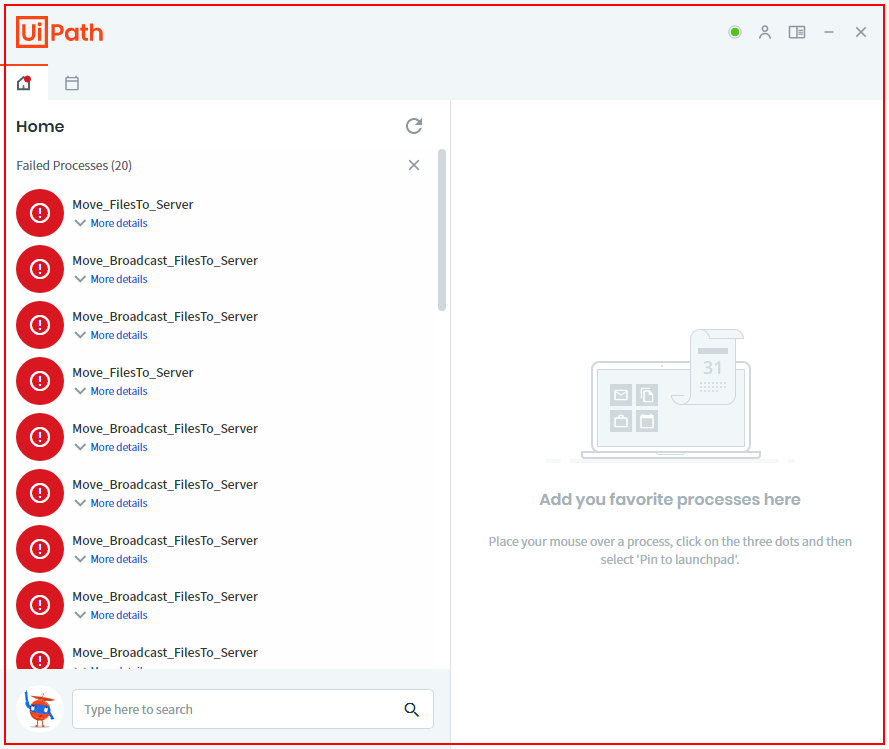 UiPath
Home
Failed Processes (20)
Move_FilesTo_Server
More details
Move_Broadcast_FilesTo_Server
More details
Move_Broadcast_FilesTo_Server
More details
Move_FilesTo_Server
More details
Move_Broadcast_FilesTo_Server
More details
Move_Broadcast_FilesTo_Server
More details
Move_Broadcast_FilesTo_Server
More details
Move_Broadcast_FilesTo_Server
More details
Move_Broadcast_FilesTo_Server
31
Add you favorite processes here
Place your mouse over a process, click on the three dots and then
select 'Pin to launchpad'.
Type here to search